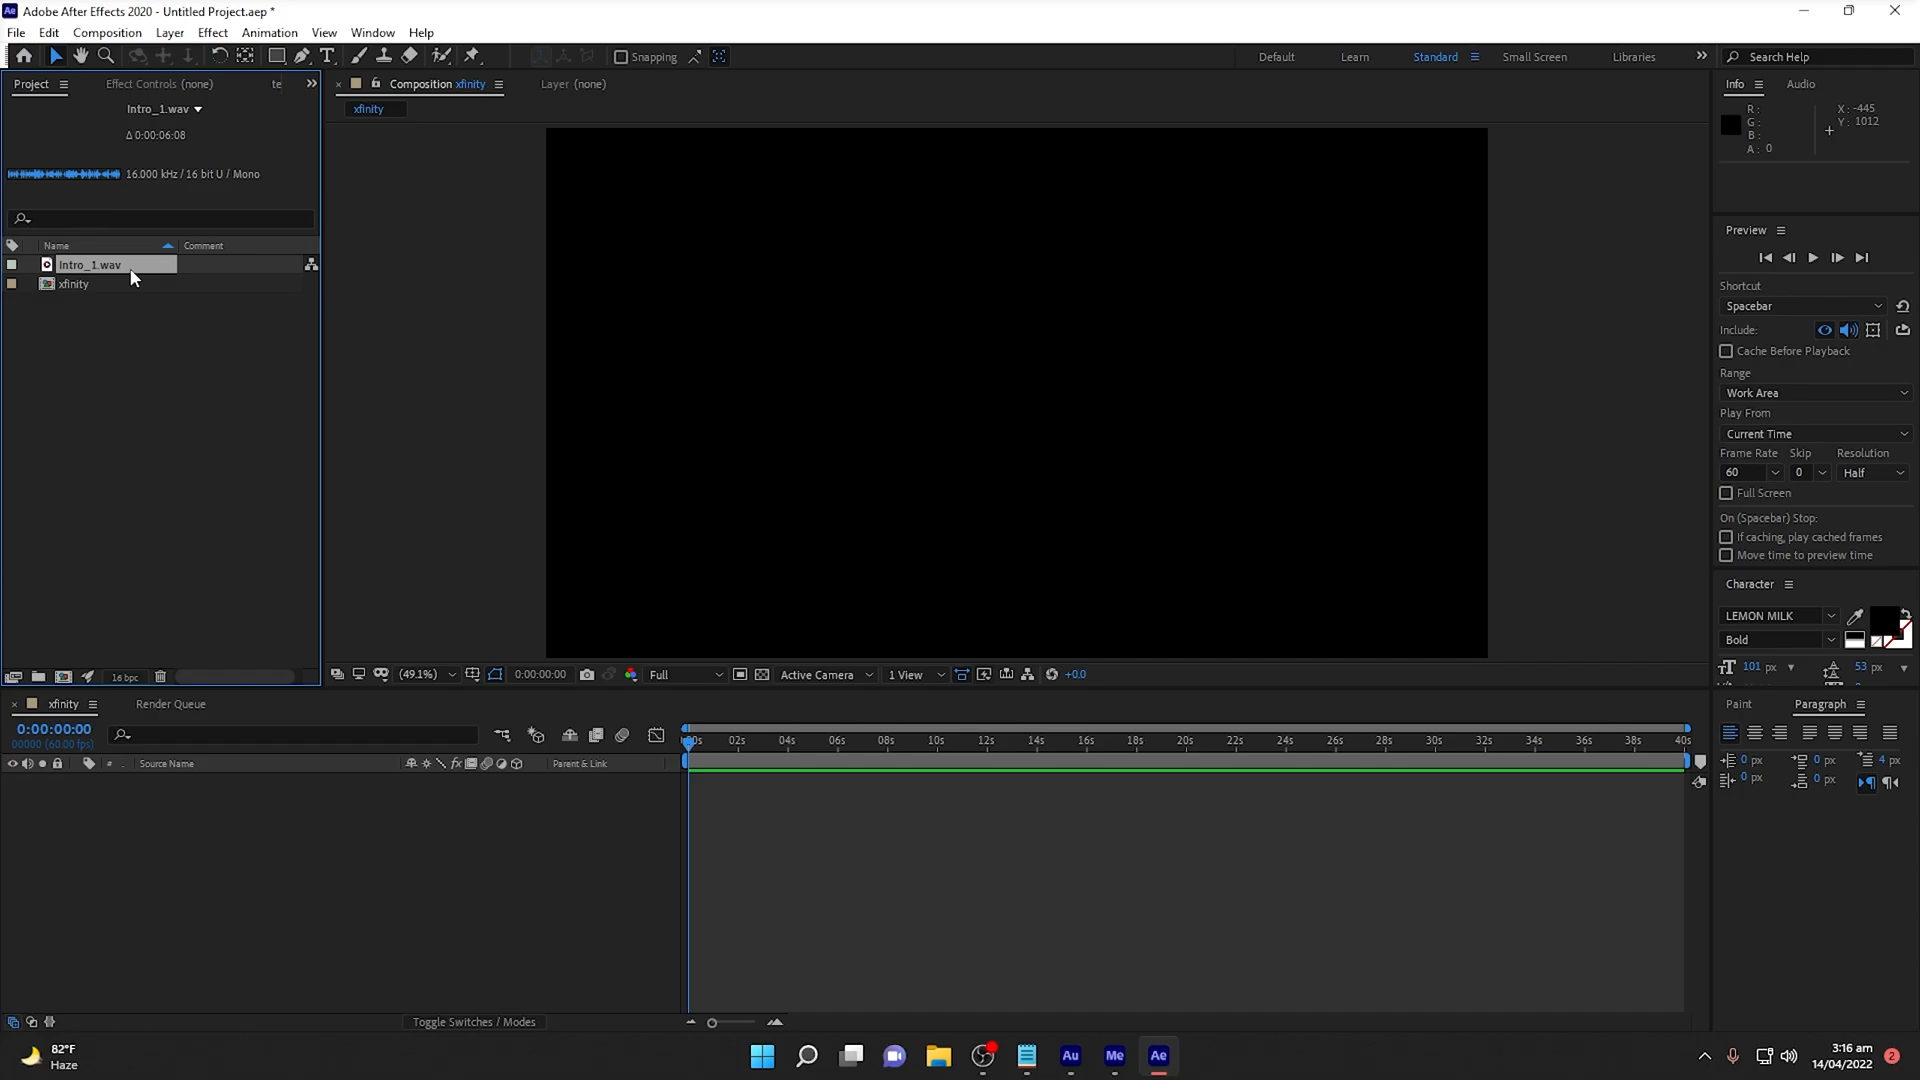 Adobe After Effects 2020 - Untitled Project.aep *
File Edit Composition Layer Effect Animation View Window Help
Snapping Default Learn Standard Small Screen Libraries Search Help
Project Effect Controls (none) te Composition xfinity Layer (none) Info Audio
Intro_1.wav xfinity
Δ 0:00:06:08
16.000 kHz / 16 bit U / Mono
R: X: -445
G: Y: 1012
B:
A: 0
Name Comment
Intro_1.wav
xfinity
Preview
Shortcut
Spacebar
Include:
Cache Before Playback
Range
Work Area
Play From
Current Time
Frame Rate Skip Resolution
60 0 Half
Full Screen
On (Spacebar) Stop:
If caching, play cached frames
Move time to preview time
Character
LEMON MILK
Bold
101 px 53 px
16 bpc (49.1%) 0:00:00:00 Full Active Camera 1 View +0.0
xfinity Render Queue Paint Paragraph
0:00:00:00
00000 (60.00 fps)
02s 04s 06s 08s 10s 12s 14s 16s 18s 20s 22s 24s 26s 28s 30s 32s 34s 36s 38s 40s
# Source Name Parent & Link
0 px 0 px 4 px
0 px 0 px
Toggle Switches / Modes
82°F
Haze
Au Me Ae
3:16 am
14/04/2022
2